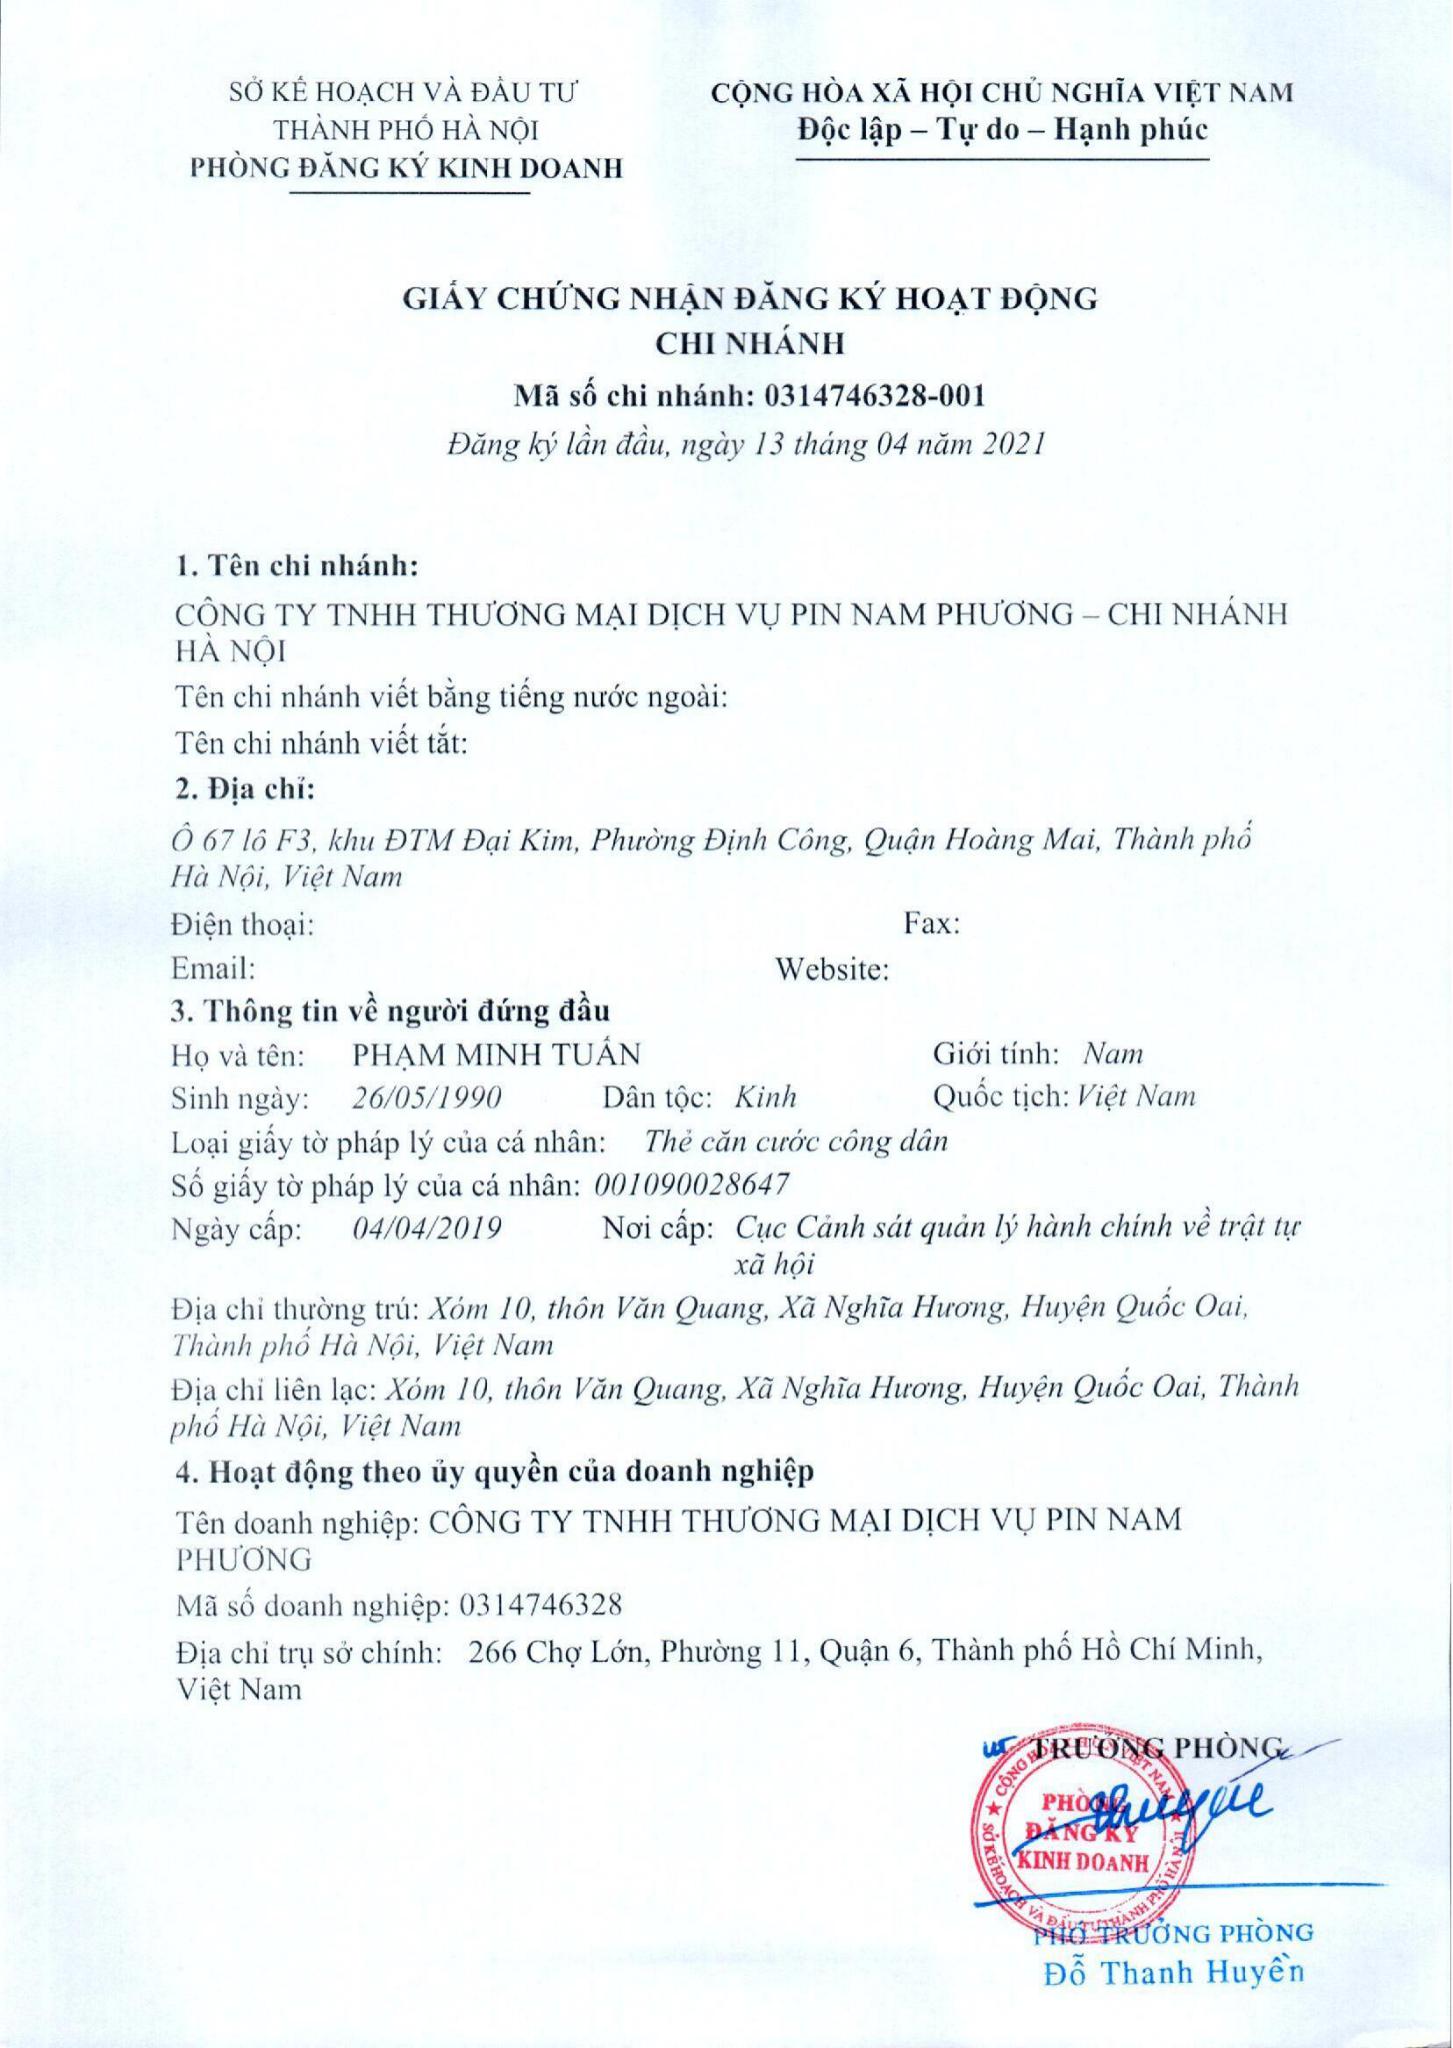 SỞ KẾ HOẠCH VÀ ĐẦU TƯ
THÀNH PHỐ HÀ NỘI
PHÒNG ĐĂNG KÝ KINH DOANH
CỘNG HÒA XÃ HỘI CHỦ NGHĨA VIỆT NAM
Độc lập – Tự do – Hạnh phúc
GIẤY CHỨNG NHẬN ĐĂNG KÝ HOẠT ĐỘNG
CHI NHÁNH
Mã số chi nhánh: 0314746328-001
Đăng ký lần đầu, ngày 13 tháng 04 năm 2021
1. Tên chi nhánh:
CÔNG TY TNHH THƯƠNG MẠI DỊCH VỤ PIN NAM PHƯƠNG – CHI NHÁNH
HÀ NỘI
Tên chi nhánh viết bằng tiếng nước ngoài:
Tên chi nhánh viết tắt:
2. Địa chỉ:
Ô 67 lô F3, khu ĐTM Đại Kim, Phường Định Công, Quận Hoàng Mai, Thành phố
Hà Nội, Việt Nam
Điện thoại: Fax:
Email: Website:
3. Thông tin về người đứng đầu
Họ và tên: PHẠM MINH TUẤN Giới tính: Nam
Sinh ngày: 26/05/1990 Dân tộc: Kinh Quốc tịch: Việt Nam
Loại giấy tờ pháp lý của cá nhân: Thẻ căn cước công dân
Số giấy tờ pháp lý của cá nhân: 001090028647
Ngày cấp: 04/04/2019 Nơi cấp: Cục Cảnh sát quản lý hành chính về trật tự
xã hội
Địa chỉ thường trú: Xóm 10, thôn Văn Quang, Xã Nghĩa Hương, Huyện Quốc Oai,
Thành phố Hà Nội, Việt Nam
Địa chỉ liên lạc: Xóm 10, thôn Văn Quang, Xã Nghĩa Hương, Huyện Quốc Oai, Thành
phố Hà Nội, Việt Nam
4. Hoạt động theo ủy quyền của doanh nghiệp
Tên doanh nghiệp: CÔNG TY TNHH THƯƠNG MẠI DỊCH VỤ PIN NAM
PHƯƠNG
Mã số doanh nghiệp: 0314746328
Địa chỉ trụ sở chính: 266 Chợ Lớn, Phường 11, Quận 6, Thành phố Hồ Chí Minh,
Việt Nam
TRƯỞNG PHÒNG
PHÒNG
ĐĂNG KÝ
KINH DOANH
SỞ KẾ HOẠCH VÀ ĐẦU TƯ THÀNH PHỐ HÀ NỘI
PHÓ TRƯỞNG PHÒNG
Đỗ Thanh Huyền